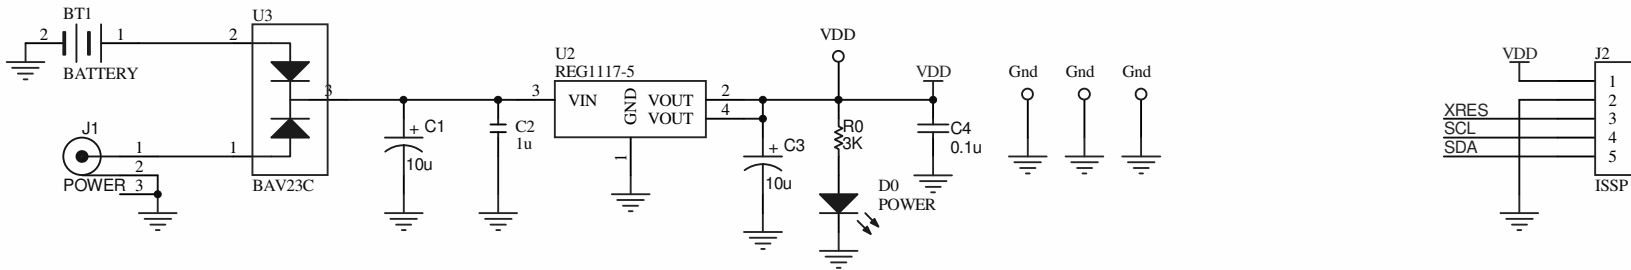 BT1
2
1
BATTERY
J1
1
2
POWER 3
U3
2
3
1
BAV23C
+ C1
10u
C2
1u
U2
REG1117-5
3
VIN
GND
VOUT
VOUT
2
4
1
+ C3
10u
VDD
R0
3K
D0
POWER
VDD
C4
0.1u
Gnd
Gnd
Gnd
VDD
XRES
SCL
SDA
J2
1
2
3
4
5
ISSP